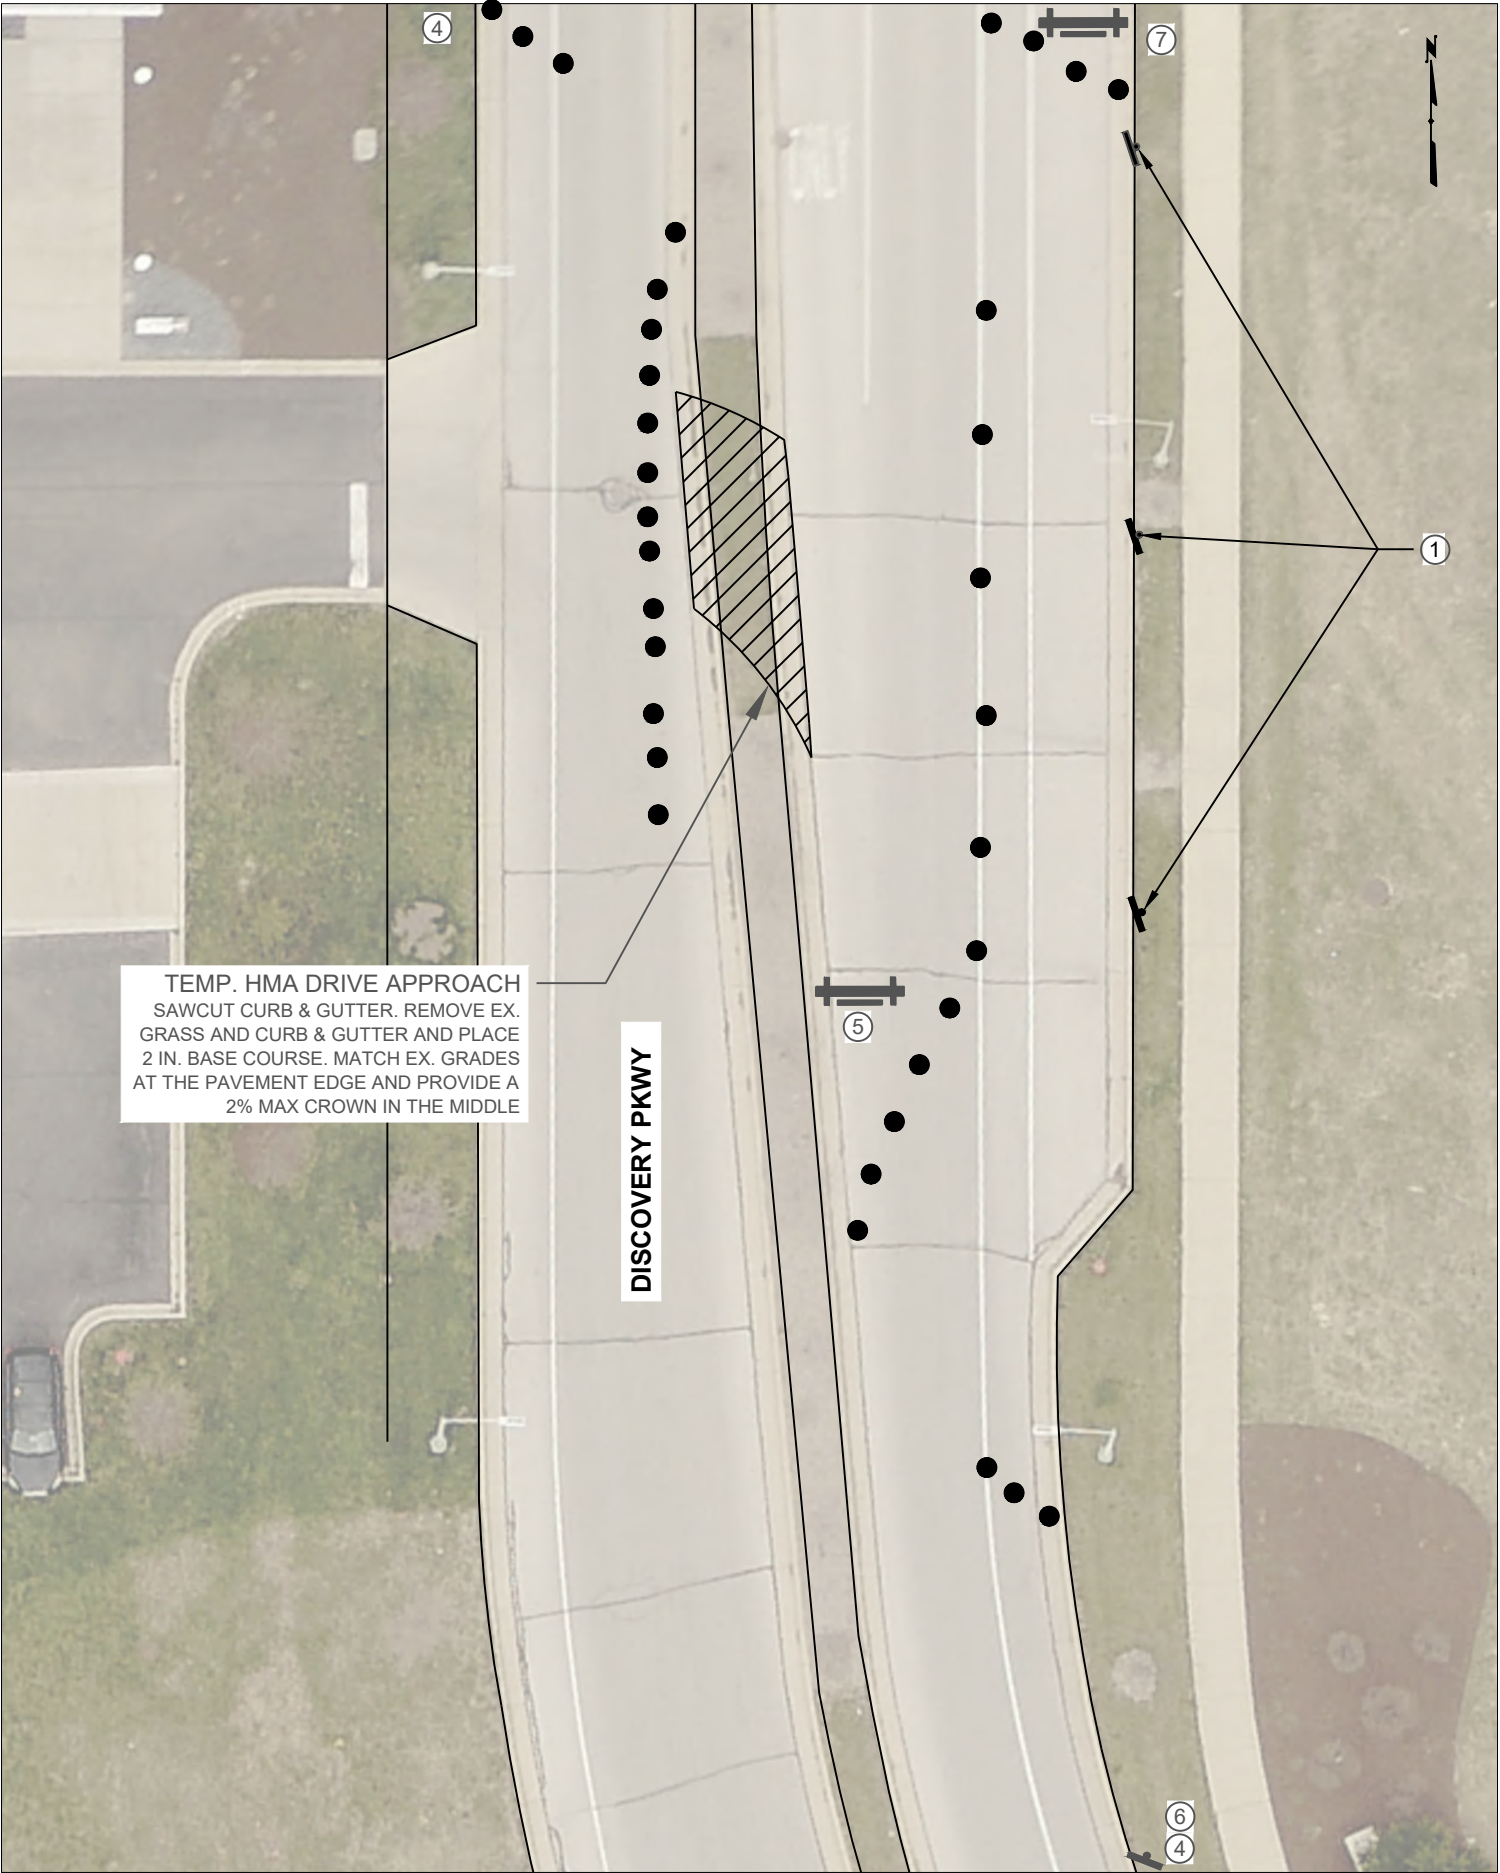 4
7
N
1
TEMP. HMA DRIVE APPROACH
SAWCUT CURB & GUTTER. REMOVE EX.
GRASS AND CURB & GUTTER AND PLACE
2 IN. BASE COURSE. MATCH EX. GRADES
AT THE PAVEMENT EDGE AND PROVIDE A
2% MAX CROWN IN THE MIDDLE
5
DISCOVERY PKWY
6
4